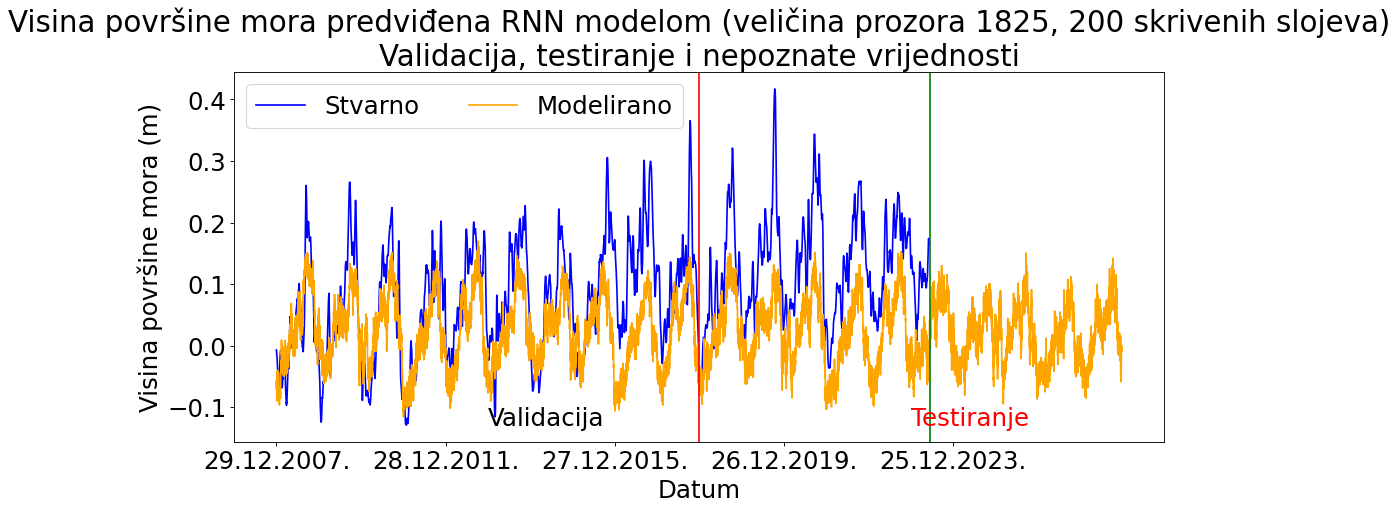 Visina površine mora predviđena RNN modelom (veličina prozora 1825, 200 skrivenih slojeva)
Validacija, testiranje i nepoznate vrijednosti
Stvarno
Modelirano
Visina površine mora (m)
0.4
0.3
0.2
0.1
0.0
−0.1
Validacija
Testiranje
29.12.2007.
28.12.2011.
27.12.2015.
26.12.2019.
25.12.2023.
Datum